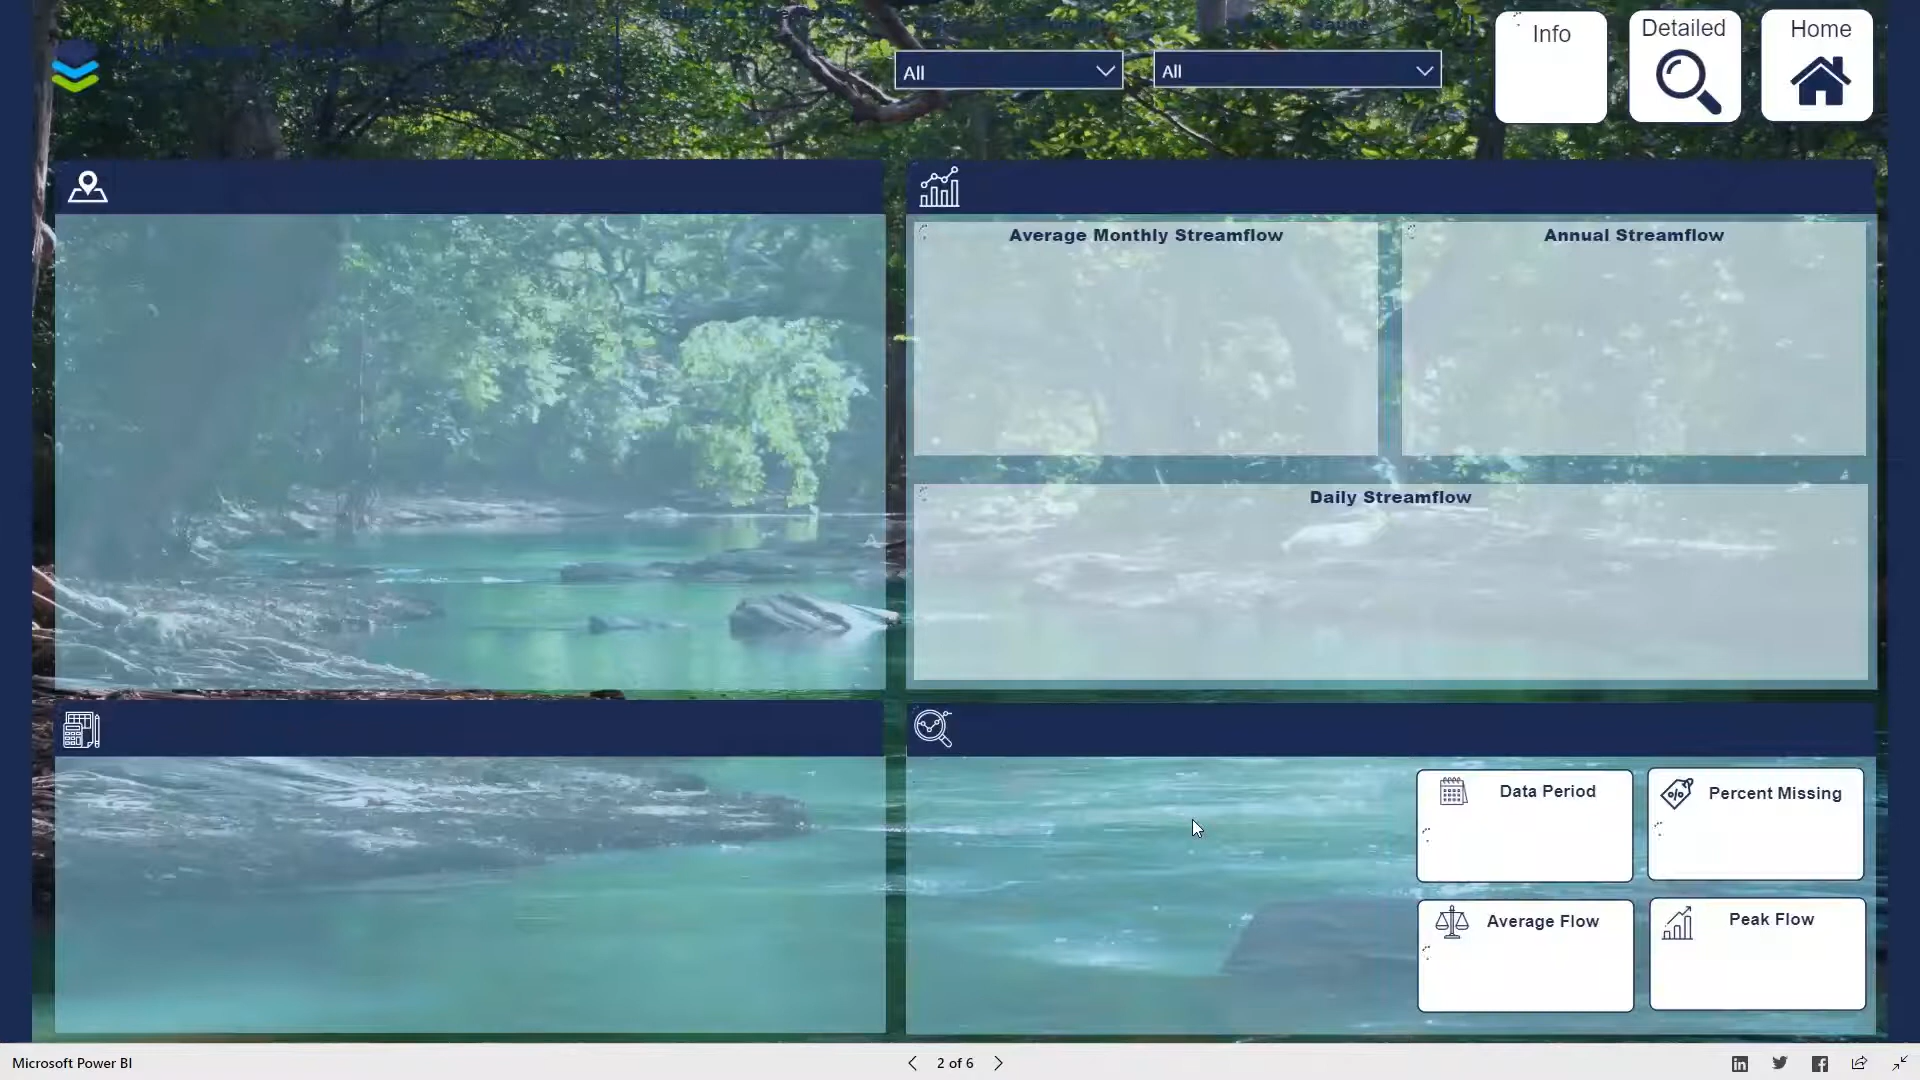 All
All
Info
Detailed
Home
Average Monthly Streamflow
Annual Streamflow
Daily Streamflow
Data Period
Percent Missing
Average Flow
Peak Flow
Microsoft Power BI
2 of 6